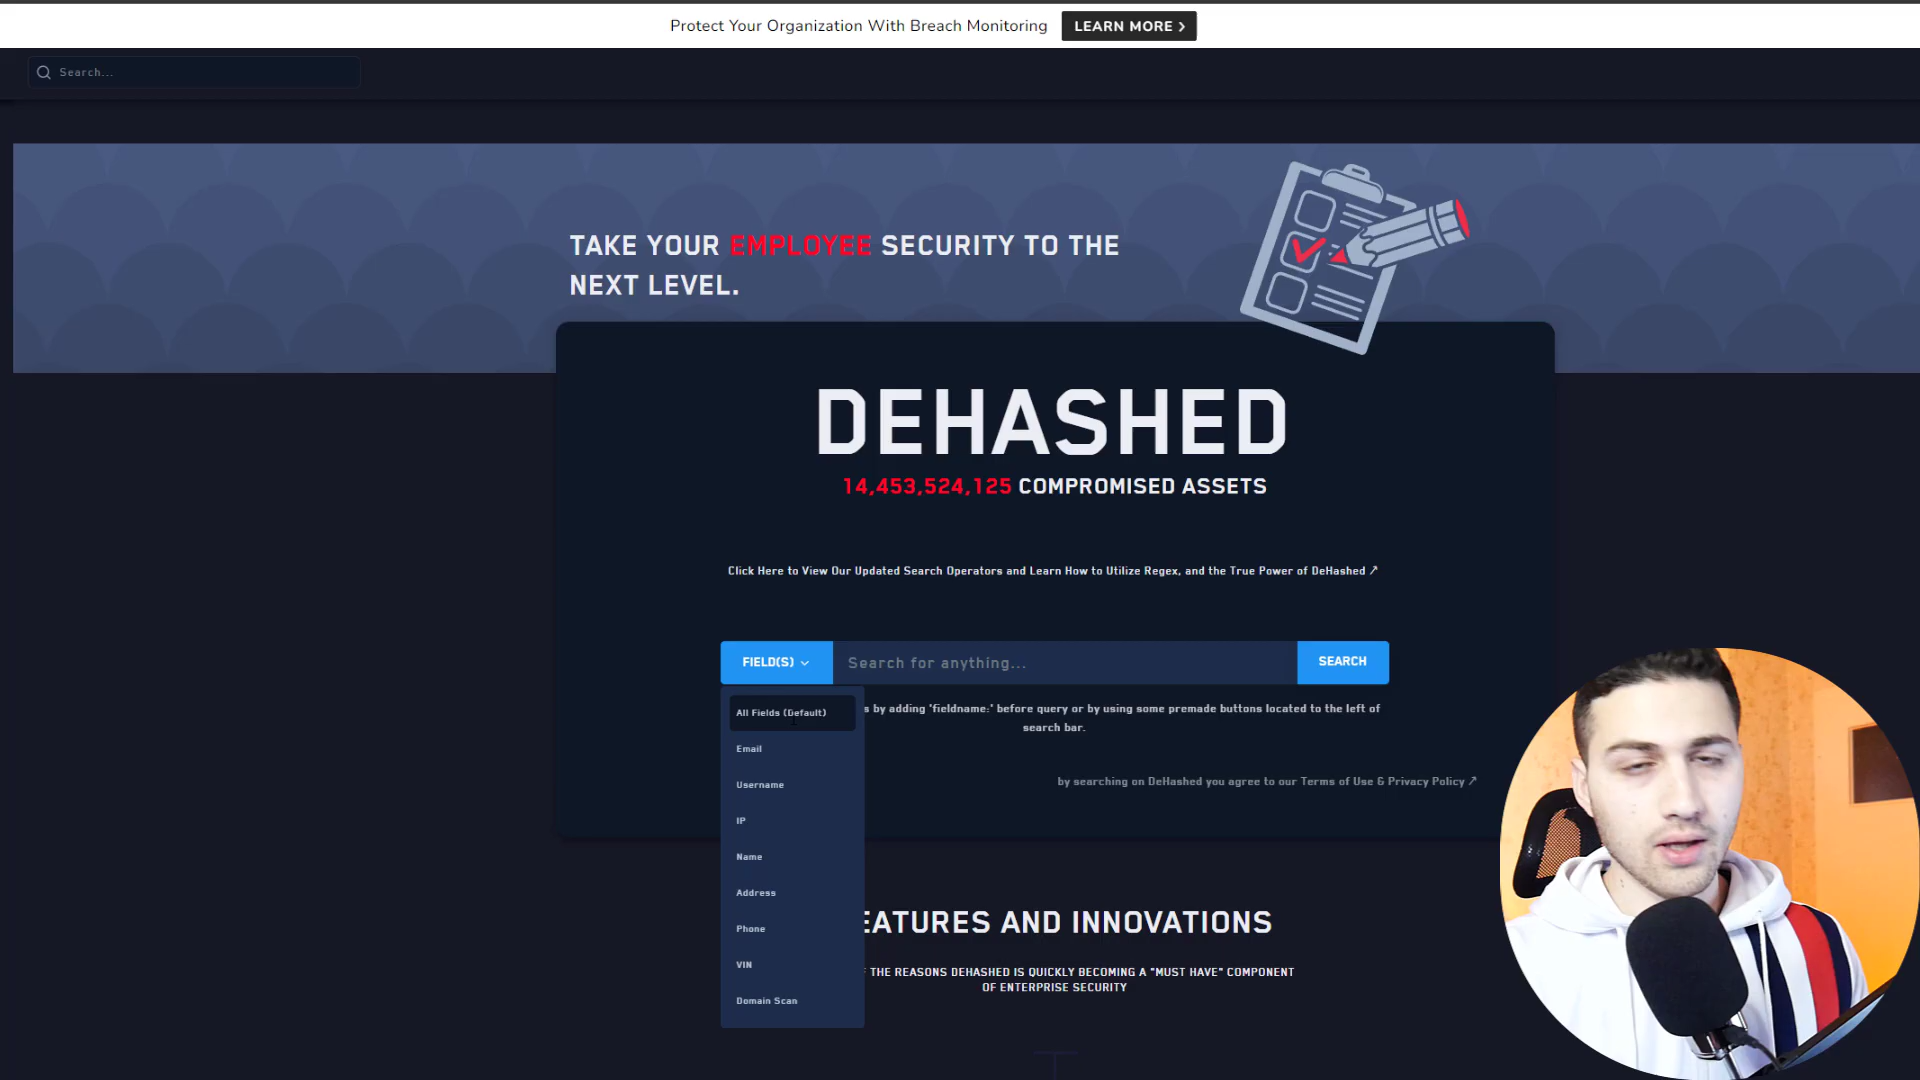 Protect Your Organization With Breach Monitoring LEARN MORE >
Search...
TAKE YOUR EMPLOYEE SECURITY TO THE
NEXT LEVEL.
DEHASHED
14,453,524,125 COMPROMISED ASSETS
Click Here to View Our Updated Search Operators and Learn How to Utilize Regex, and the True Power of DeHashed ↗
FIELD(S) Search for anything... SEARCH
All Fields (Default)
s by adding "fieldname:" before query or by using some premade buttons located to the left of
search bar.
Email
by searching on DeHashed you agree to our Terms of Use & Privacy Policy ↗
Username
IP
Name
Address
Phone
VIN
Domain Scan
EATURES AND INNOVATIONS
F THE REASONS DEHASHED IS QUICKLY BECOMING A "MUST HAVE" COMPONENT
OF ENTERPRISE SECURITY